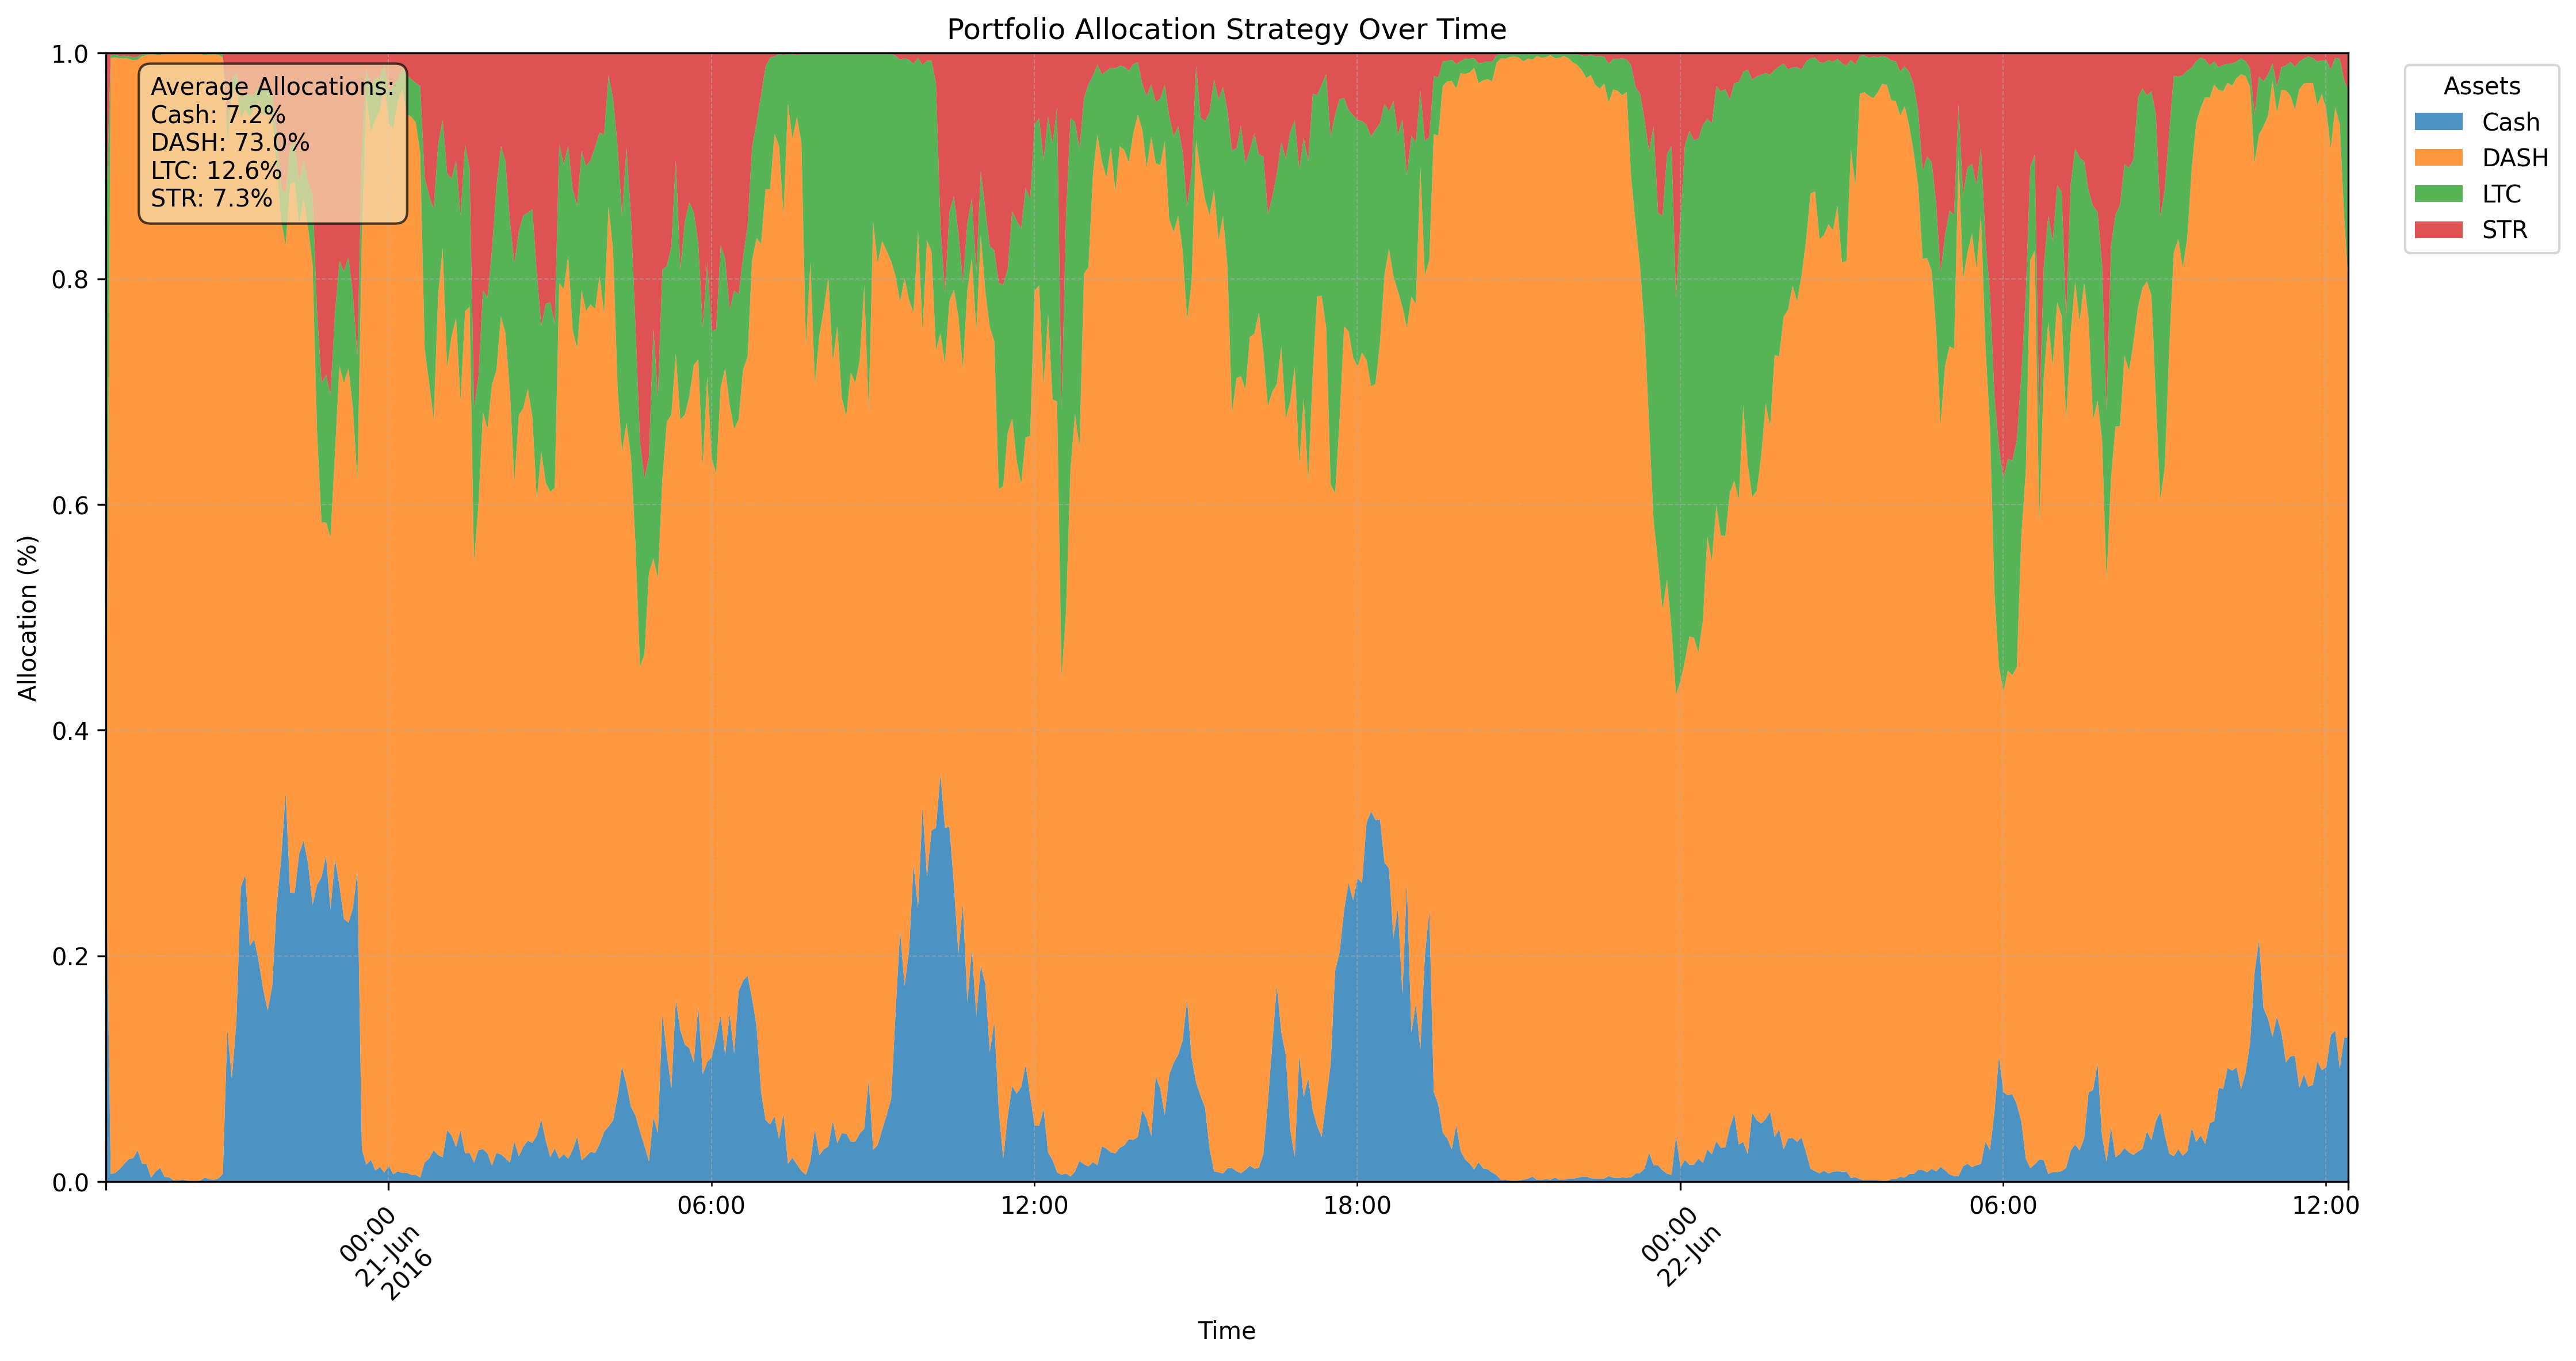 Portfolio Allocation Strategy Over Time
Average Allocations:
Cash: 7.2%
DASH: 73.0%
LTC: 12.6%
STR: 7.3%
Assets
Cash
DASH
LTC
STR
Allocation (%)
1.0
0.8
0.6
0.4
0.2
0.0
00:00
21-Jun
2016
06:00
12:00
18:00
00:00
22-Jun
06:00
12:00
Time